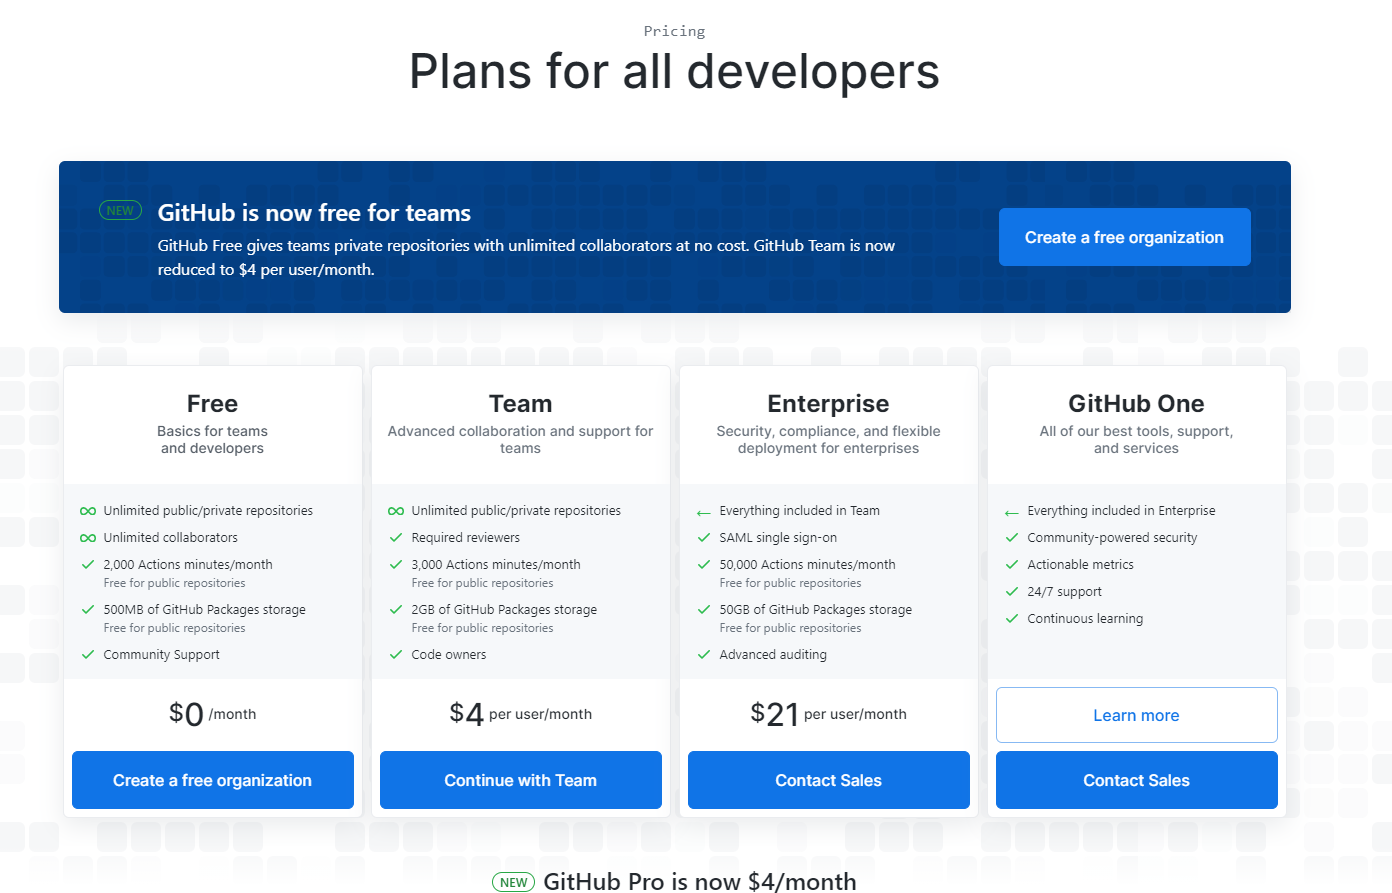 Pricing
Plans for all developers
NEW
GitHub is now free for teams
GitHub Free gives teams private repositories with unlimited collaborators at no cost. GitHub Team is now
reduced to $4 per user/month.
Create a free organization
Free
Basics for teams
and developers
Unlimited public/private repositories
Unlimited collaborators
2,000 Actions minutes/month
Free for public repositories
500MB of GitHub Packages storage
Free for public repositories
Community Support
$0 /month
Create a free organization
Team
Advanced collaboration and support for
teams
Unlimited public/private repositories
Required reviewers
3,000 Actions minutes/month
Free for public repositories
2GB of GitHub Packages storage
Free for public repositories
Code owners
$4 per user/month
Continue with Team
Enterprise
Security, compliance, and flexible
deployment for enterprises
Everything included in Team
SAML single sign-on
50,000 Actions minutes/month
Free for public repositories
50GB of GitHub Packages storage
Free for public repositories
Advanced auditing
$21 per user/month
Contact Sales
GitHub One
All of our best tools, support,
and services
Everything included in Enterprise
Community-powered security
Actionable metrics
24/7 support
Continuous learning
Learn more
Contact Sales
NEW GitHub Pro is now $4/month